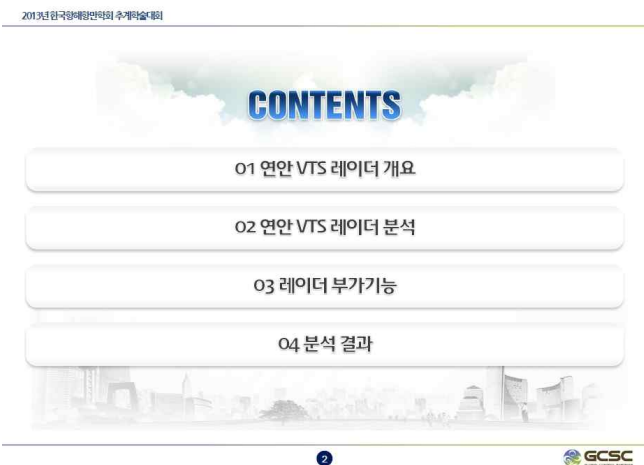 2013년 한국항해항만학회 추계학술대회
CONTENTS
01 연안 VTS 레이더 개요
02 연안 VTS 레이더 분석
03 레이더 부가기능
04 분석 결과
2
GCSC